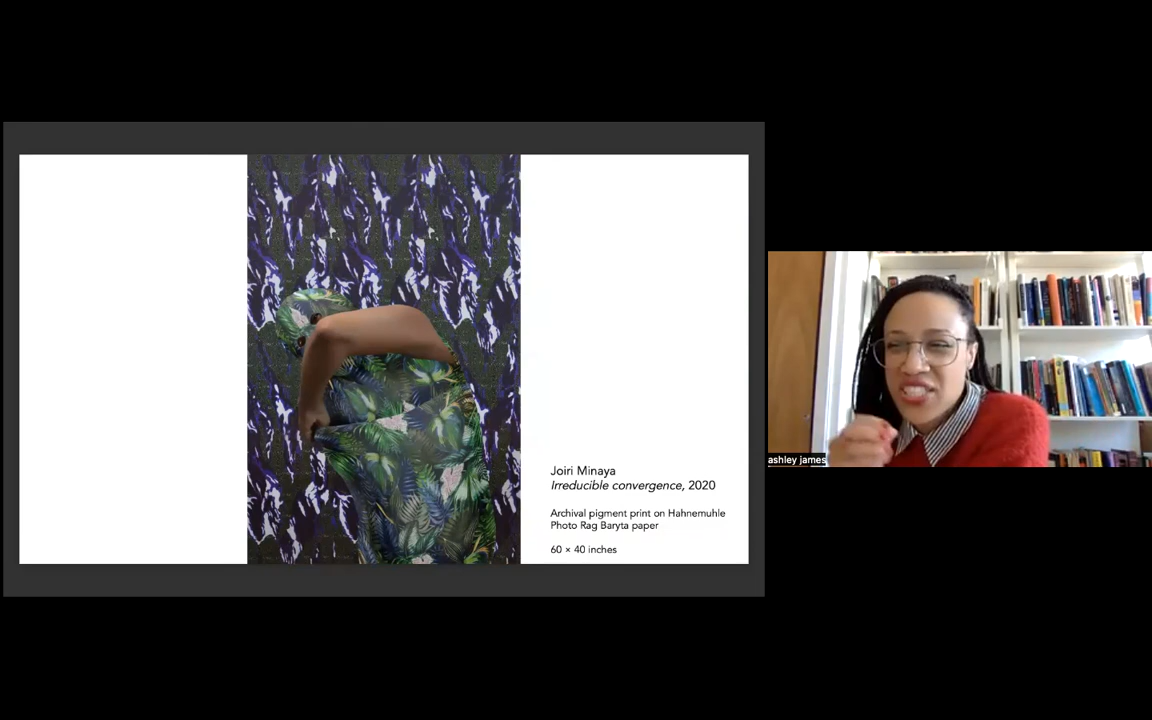 Joiri Minaya
Irreducible convergence, 2020
Archival pigment print on Hahnemuhle
Photo Rag Baryta paper
60 × 40 inches
ashley james